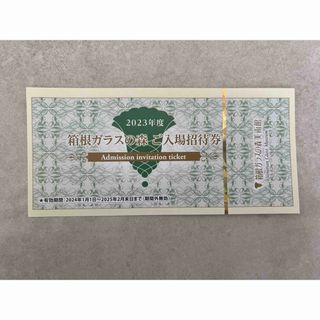 2023年度
箱根ガラスの森 ご入場招待券
Admission invitation ticket
★有効期間：2024年1月1日～2025年2月末日まで（期間外無効）
箱根ガラスの森美術館